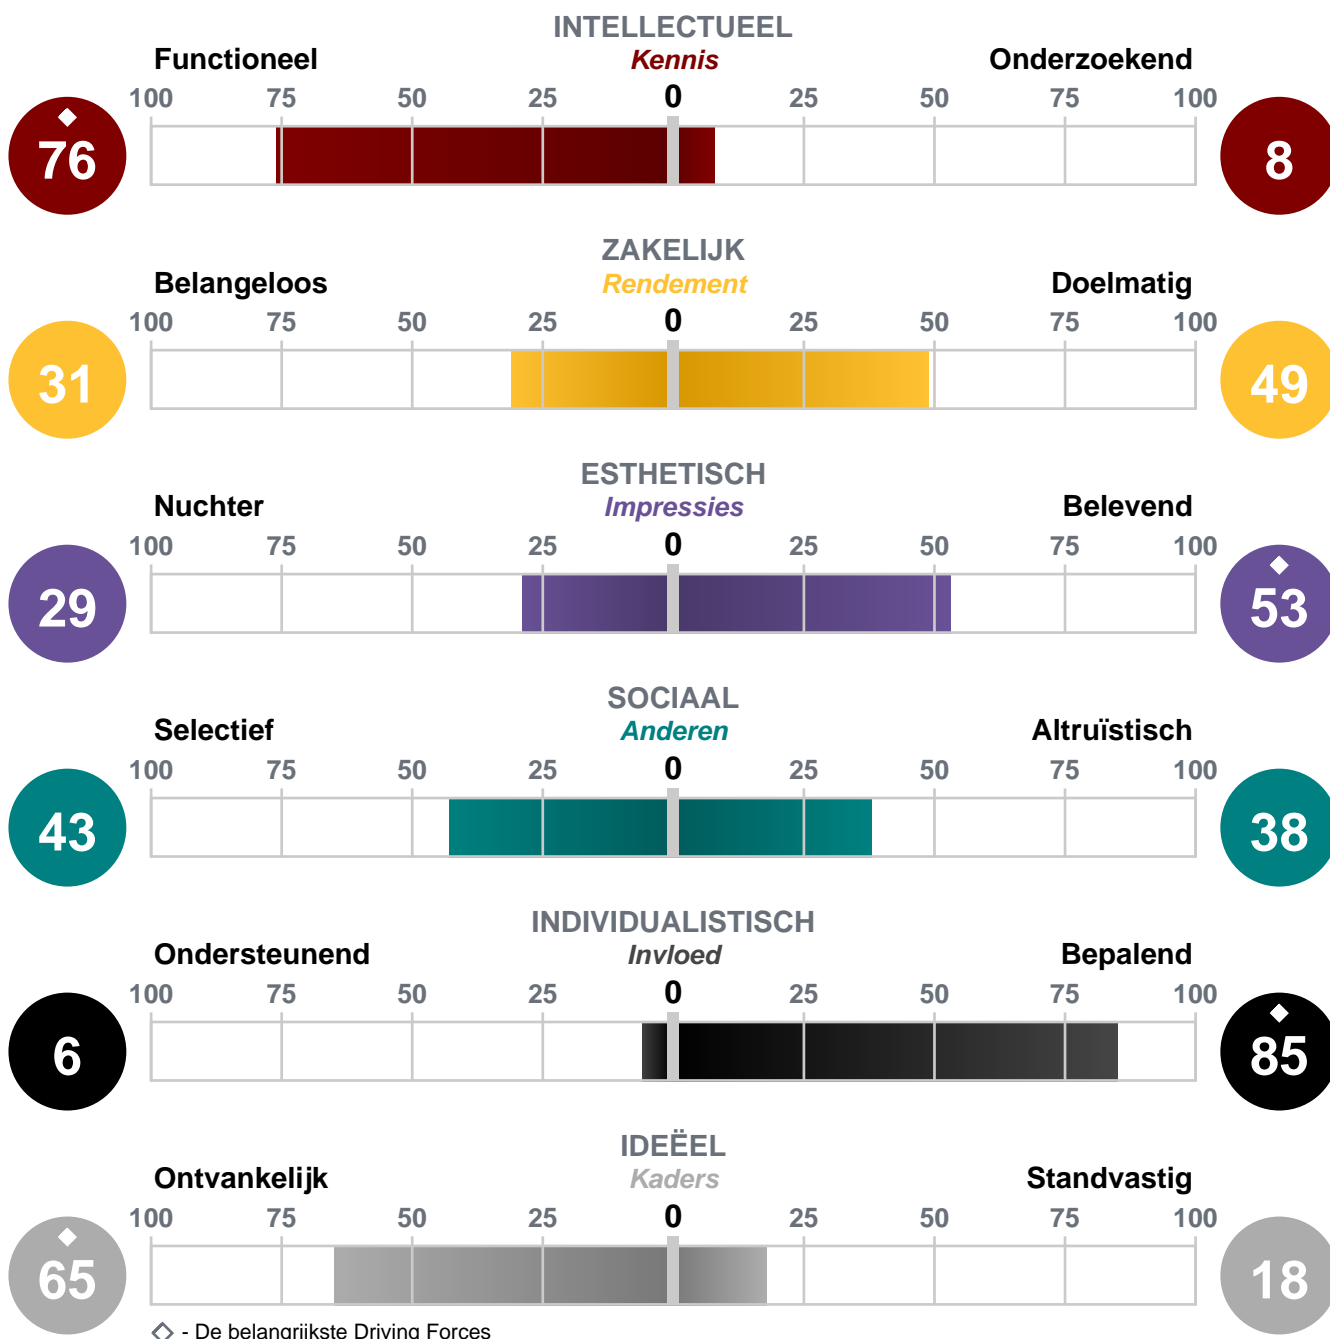 INTELLECTUEEL
Functioneel Kennis Onderzoekend
100 75 50 25 0 25 50 75 100
76 8
ZAKELIJK
Belangeloos Rendement Doelmatig
100 75 50 25 0 25 50 75 100
31 49
ESTHETISCH
Nuchter Impressies Belevend
100 75 50 25 0 25 50 75 100
29 53
SOCIAAL
Selectief Anderen Altruïstisch
100 75 50 25 0 25 50 75 100
43 38
INDIVIDUALISTISCH
Ondersteunend Invloed Bepalend
100 75 50 25 0 25 50 75 100
6 85
IDEËEL
Ontvankelijk Kaders Standvastig
100 75 50 25 0 25 50 75 100
65 18
- De belangrijkste Driving Forces